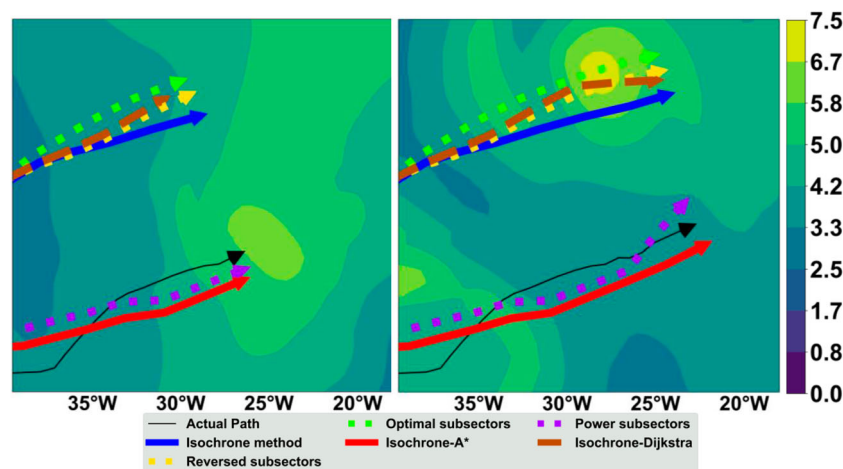 7.5
6.7
5.8
5.0
4.2
3.3
2.5
1.7
0.8
0.0
35°W 30°W 25°W 20°W 35°W 30°W 25°W 20°W
Actual Path Optimal subsectors Power subsectors
Isochrone method Isochrone-A* Isochrone-Dijkstra
Reversed subsectors